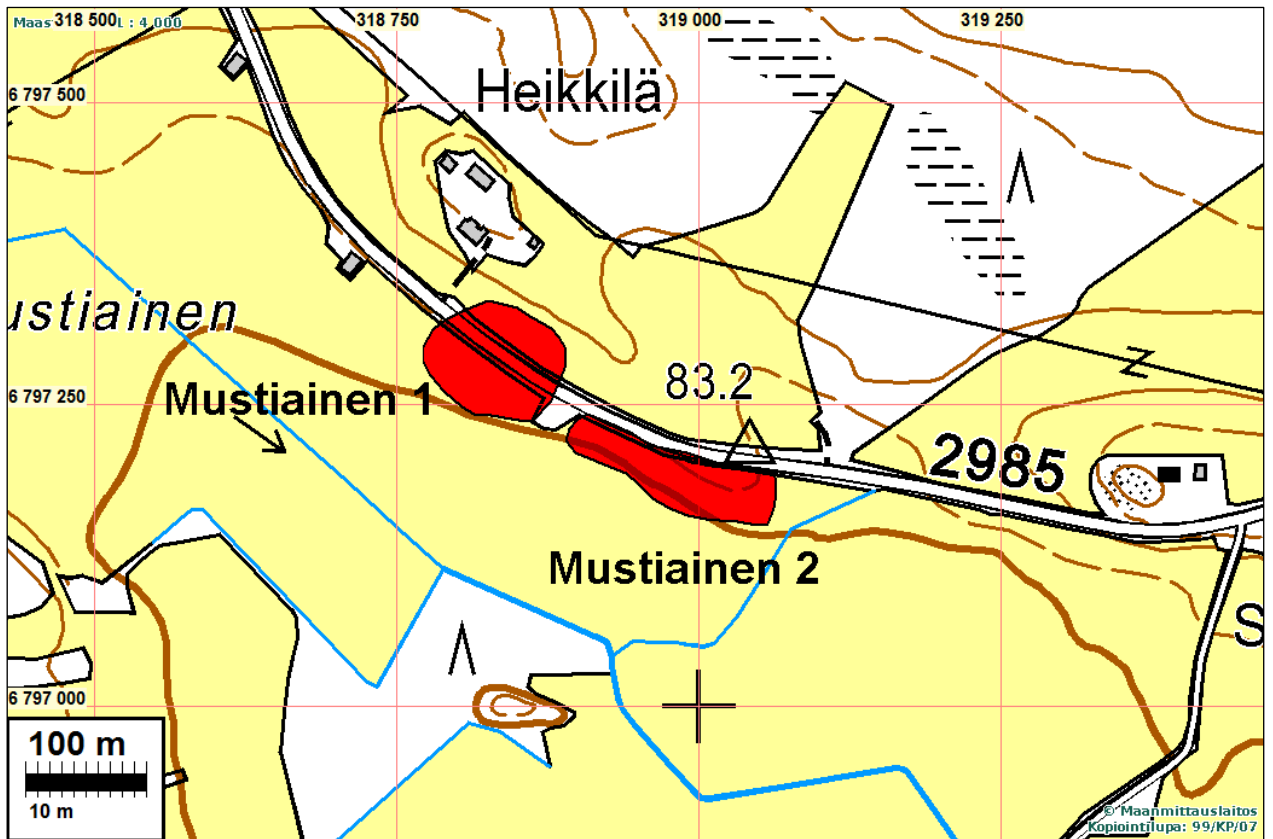 318 500
: 4 000
318 750
319 000
319 250
6 797 500
Heikkilä
ustiainen
83.2
6 797 250
Mustiainen 1
2985
Mustiainen 2
S
6 797 000
100 m
10 m
© Maanmittauslaitos
Kopiointilupa: 99/KP/07